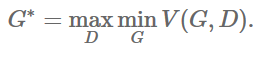 G* = max min V(G, D).
D G